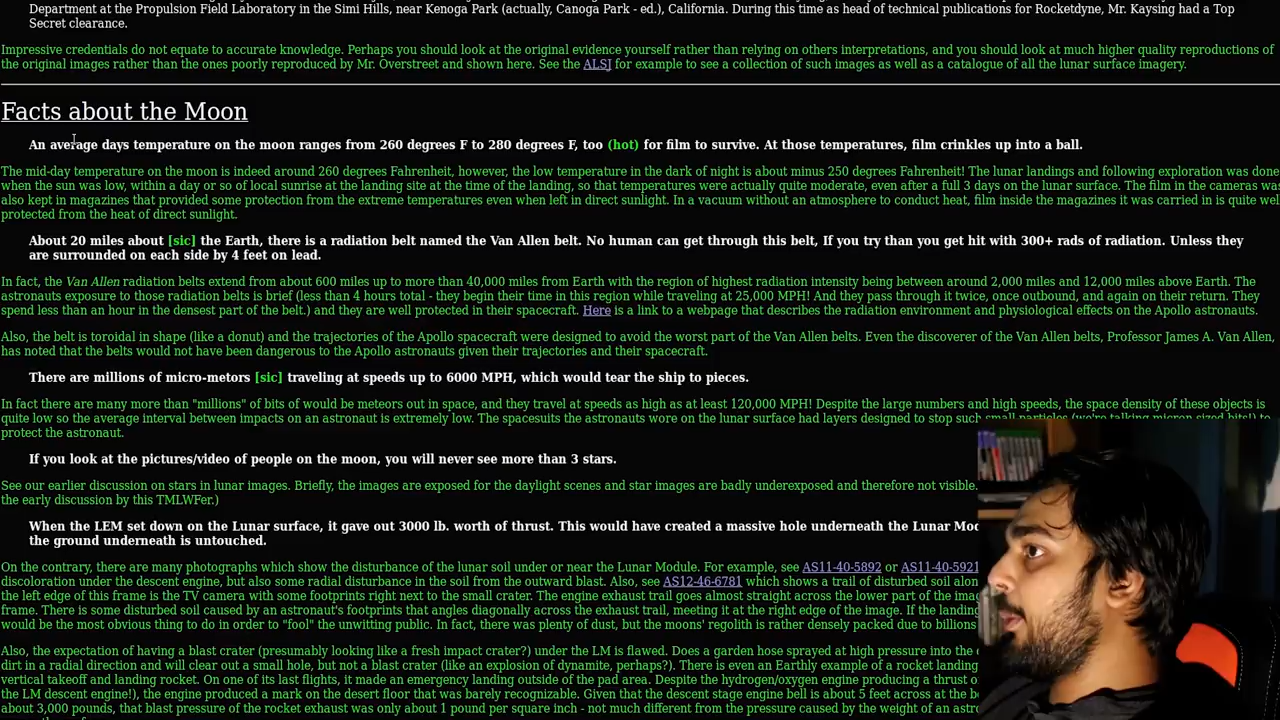 Department at the Propulsion Field Laboratory in the Simi Hills, near Kenoga Park (actually, Canoga Park - ed.), California. During this time as head of technical publications for Rocketdyne, Mr. Kaysing had a Top
Secret clearance.
Impressive credentials do not equate to accurate knowledge. Perhaps you should look at the original evidence yourself rather than relying on others interpretations, and you should look at much higher quality reproductions of
the original images rather than the ones poorly reproduced by Mr. Overstreet and shown here. See the ALSJ for example to see a collection of such images as well as a catalogue of all the lunar surface imagery.
Facts about the Moon
An average days temperature on the moon ranges from 260 degrees F to 280 degrees F, too (hot) for film to survive. At those temperatures, film crinkles up into a ball.
The mid-day temperature on the moon is indeed around 260 degrees Fahrenheit, however, the low temperature in the dark of night is about minus 250 degrees Fahrenheit! The lunar landings and following exploration was done
when the sun was low, within a day or so of local sunrise at the landing site at the time of the landing, so that temperatures were actually quite moderate, even after a full 3 days on the lunar surface. The film in the cameras was
also kept in magazines that provided some protection from the extreme temperatures even when left in direct sunlight. In a vacuum without an atmosphere to conduct heat, film inside the magazines it was carried in is quite well
protected from the heat of direct sunlight.
About 20 miles about [sic] the Earth, there is a radiation belt named the Van Allen belt. No human can get through this belt, If you try than you get hit with 300+ rads of radiation. Unless they
are surrounded on each side by 4 feet on lead.
In fact, the Van Allen radiation belts extend from about 600 miles up to more than 40,000 miles from Earth with the region of highest radiation intensity being between around 2,000 miles and 12,000 miles above Earth. The
astronauts exposure to those radiation belts is brief (less than 4 hours total - they begin their time in this region while traveling at 25,000 MPH! And they pass through it twice, once outbound, and again on their return. They
spend less than an hour in the densest part of the belt.) and they are well protected in their spacecraft. Here is a link to a webpage that describes the radiation environment and physiological effects on the Apollo astronauts.
Also, the belt is toroidal in shape (like a donut) and the trajectories of the Apollo spacecraft were designed to avoid the worst part of the Van Allen belts. Even the discoverer of the Van Allen belts, Professor James A. Van Allen,
has noted that the belts would not have been dangerous to the Apollo astronauts given their trajectories and their spacecraft.
There are millions of micro-metors [sic] traveling at speeds up to 6000 MPH, which would tear the ship to pieces.
In fact there are many more than "millions" of bits of would be meteors out in space, and they travel at speeds as high as at least 120,000 MPH! Despite the large numbers and high speeds, the space density of these objects is
quite low so the average interval between impacts on an astronaut is extremely low. The spacesuits the astronauts wore on the lunar surface had layers designed to stop such small particles (we're talking micron sized bits!) to
protect the astronaut.
If you look at the pictures/video of people on the moon, you will never see more than 3 stars.
See our earlier discussion on stars in lunar images. Briefly, the images are exposed for the daylight scenes and star images are badly underexposed and therefore not visible.
the early discussion by this TMLWFer.)
When the LEM set down on the Lunar surface, it gave out 3000 lb. worth of thrust. This would have created a massive hole underneath the Lunar Mod
the ground underneath is untouched.
On the contrary, there are many photographs which show the disturbance of the lunar soil under or near the Lunar Module. For example, see AS11-40-5892 or AS11-40-5921
discoloration under the descent engine, but also some radial disturbance in the soil from the outward blast. Also, see AS12-46-6781 which shows a trail of disturbed soil alon
the left edge of this frame is the TV camera with some footprints right next to the small crater. The engine exhaust trail goes almost straight across the lower part of the
frame. There is some disturbed soil caused by an astronaut's footprints that angles diagonally across the exhaust trail, meeting it at the right edge of the image. If the landing
would be the most obvious thing to do in order to "fool" the unwitting public. In fact, there was plenty of dust, but the moons' regolith is rather densely packed due to billions
Also, the expectation of having a blast crater (presumably looking like a fresh impact crater?) under the LM is flawed. Does a garden hose sprayed at high pressure into the
dirt in a radial direction and will clear out a small hole, but not a blast crater (like an explosion of dynamite, perhaps?). There is even an Earthly example of a rocket landing
vertical takeoff and landing rocket. On one of its last flights, it made an emergency landing outside of the pad area. Despite the hydrogen/oxygen engine producing a thrust
the LM descent engine!), the engine produced a mark on the desert floor that was barely recognizable. Given that the descent stage engine bell is about 5 feet across at the
about 3,000 pounds, that blast pressure of the rocket exhaust was only about 1 pound per square inch - not much different from the pressure caused by the weight of an